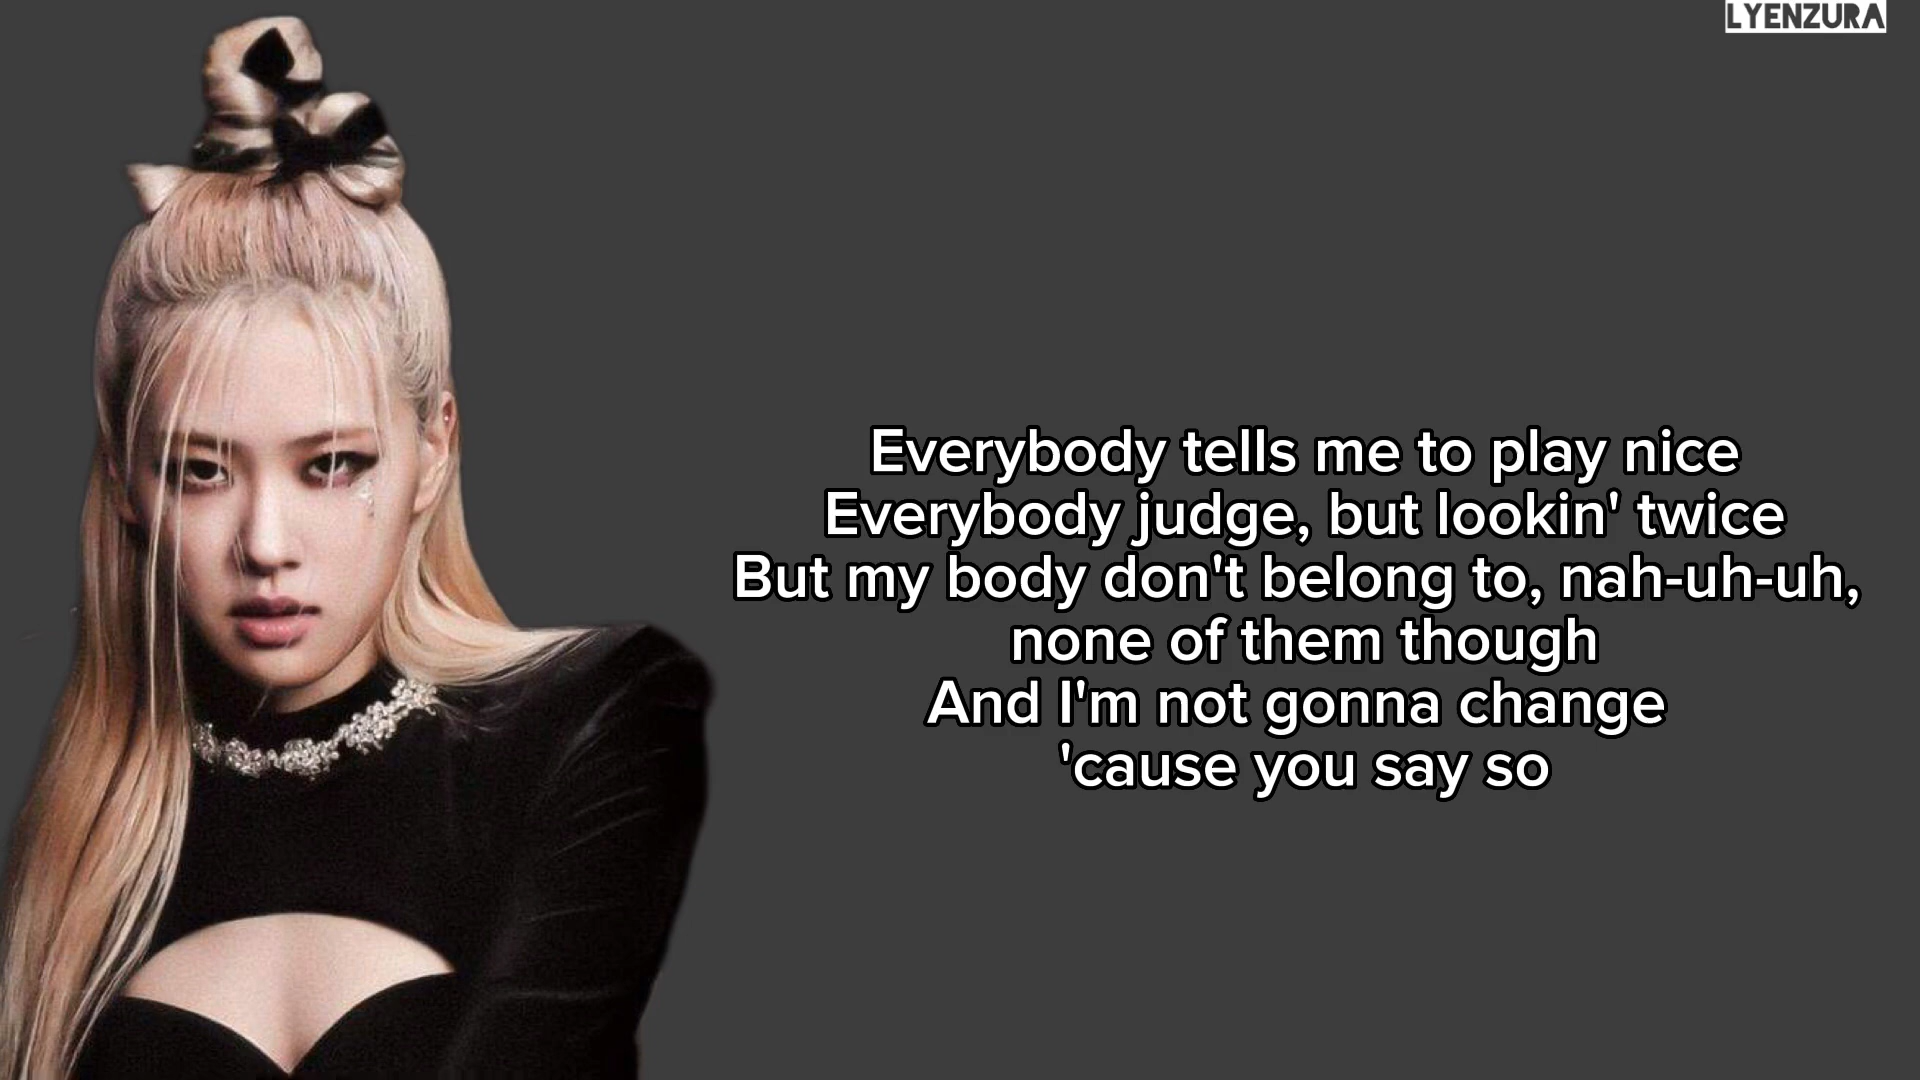 LYENZURA
Everybody tells me to play nice
Everybody judge, but lookin' twice
But my body don't belong to, nah-uh-uh,
none of them though
And I'm not gonna change
'cause you say so